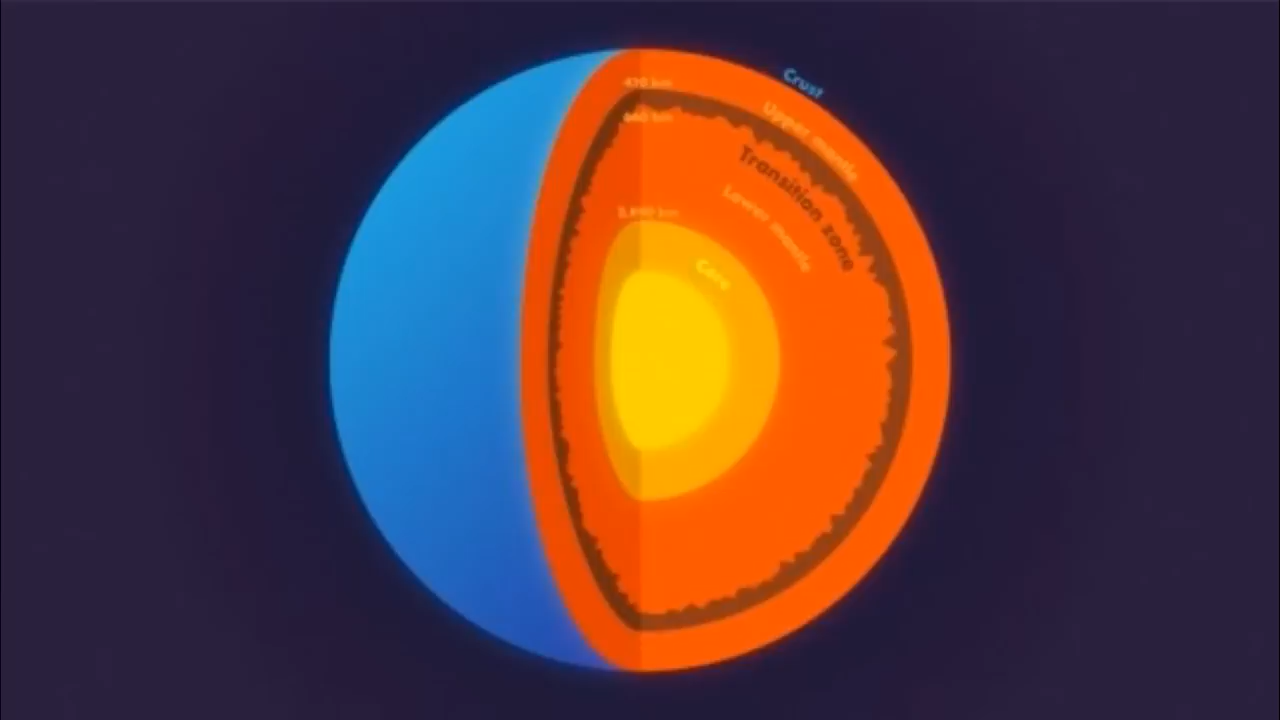 Crust
410 km
Upper mantle
660 km
Transition zone
Lower mantle
Core